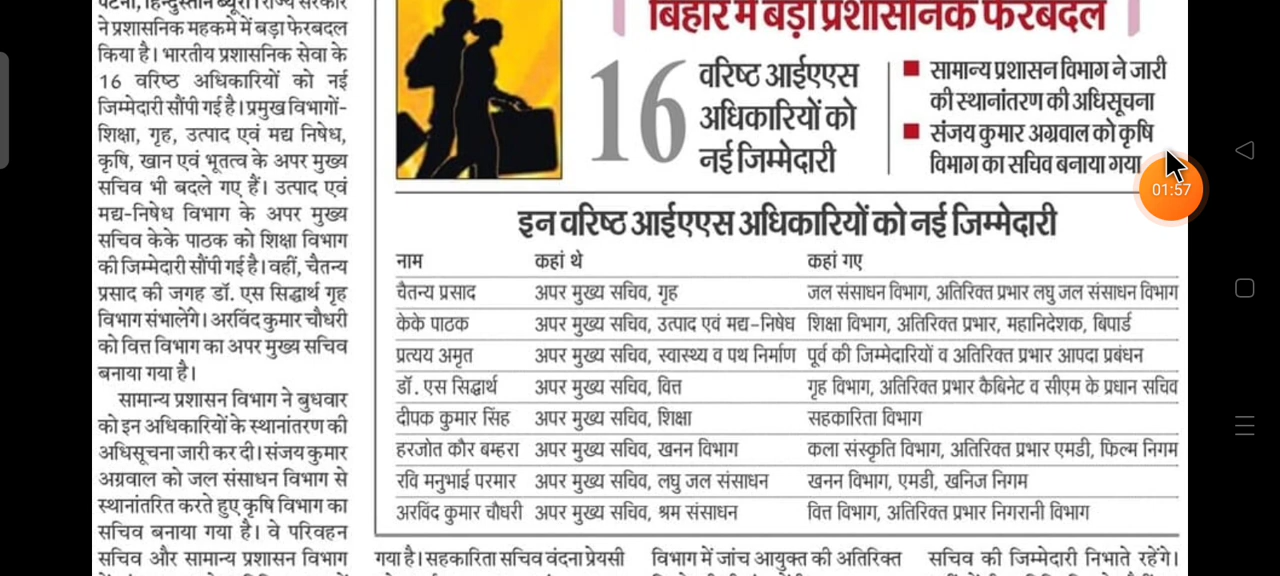 पटना, हिन्दुस्तान ब्यूरो। राज्य सरकार
ने प्रशासनिक महकमे में बड़ा फेरबदल
किया है। भारतीय प्रशासनिक सेवा के
16 वरिष्ठ अधिकारियों को नई
जिम्मेदारी सौंपी गई है। प्रमुख विभागों-
शिक्षा, गृह, उत्पाद एवं मद्य निषेध,
कृषि, खान एवं भूतत्व के अपर मुख्य
सचिव भी बदले गए हैं। उत्पाद एवं
मद्य-निषेध विभाग के अपर मुख्य
सचिव केके पाठक को शिक्षा विभाग
की जिम्मेदारी सौंपी गई है। वहीं, चैतन्य
प्रसाद की जगह डॉ. एस सिद्धार्थ गृह
विभाग संभालेंगे। अरविंद कुमार चौधरी
को वित्त विभाग का अपर मुख्य सचिव
बनाया गया है।
सामान्य प्रशासन विभाग ने बुधवार
को इन अधिकारियों के स्थानांतरण की
अधिसूचना जारी कर दी। संजय कुमार
अग्रवाल को जल संसाधन विभाग से
स्थानांतरित करते हुए कृषि विभाग का
सचिव बनाया गया है। वे परिवहन
सचिव और सामान्य प्रशासन विभाग
बिहार में बड़ा प्रशासनिक फेरबदल
16 वरिष्ठ आईएएस
अधिकारियों को
नई जिम्मेदारी
सामान्य प्रशासन विभाग ने जारी
की स्थानांतरण की अधिसूचना
संजय कुमार अग्रवाल को कृषि
विभाग का सचिव बनाया गया
01:57
इन वरिष्ठ आईएएस अधिकारियों को नई जिम्मेदारी
नाम कहां थे कहां गए
चैतन्य प्रसाद अपर मुख्य सचिव, गृह जल संसाधन विभाग, अतिरिक्त प्रभार लघु जल संसाधन विभाग
केके पाठक अपर मुख्य सचिव, उत्पाद एवं मद्य-निषेध शिक्षा विभाग, अतिरिक्त प्रभार, महानिदेशक, बिपार्ड
प्रत्यय अमृत अपर मुख्य सचिव, स्वास्थ्य व पथ निर्माण पूर्व की जिम्मेदारियों व अतिरिक्त प्रभार आपदा प्रबंधन
डॉ. एस सिद्धार्थ अपर मुख्य सचिव, वित्त गृह विभाग, अतिरिक्त प्रभार कैबिनेट व सीएम के प्रधान सचिव
दीपक कुमार सिंह अपर मुख्य सचिव, शिक्षा सहकारिता विभाग
हरजोत कौर बम्हरा अपर मुख्य सचिव, खनन विभाग कला संस्कृति विभाग, अतिरिक्त प्रभार एमडी, फिल्म निगम
रवि मनुभाई परमार अपर मुख्य सचिव, लघु जल संसाधन खनन विभाग, एमडी, खनिज निगम
अरविंद कुमार चौधरी अपर मुख्य सचिव, श्रम संसाधन वित्त विभाग, अतिरिक्त प्रभार निगरानी विभाग
गया है। सहकारिता सचिव वंदना प्रेयसी
विभाग में जांच आयुक्त की अतिरिक्त
सचिव की जिम्मेदारी निभाते रहेंगे।